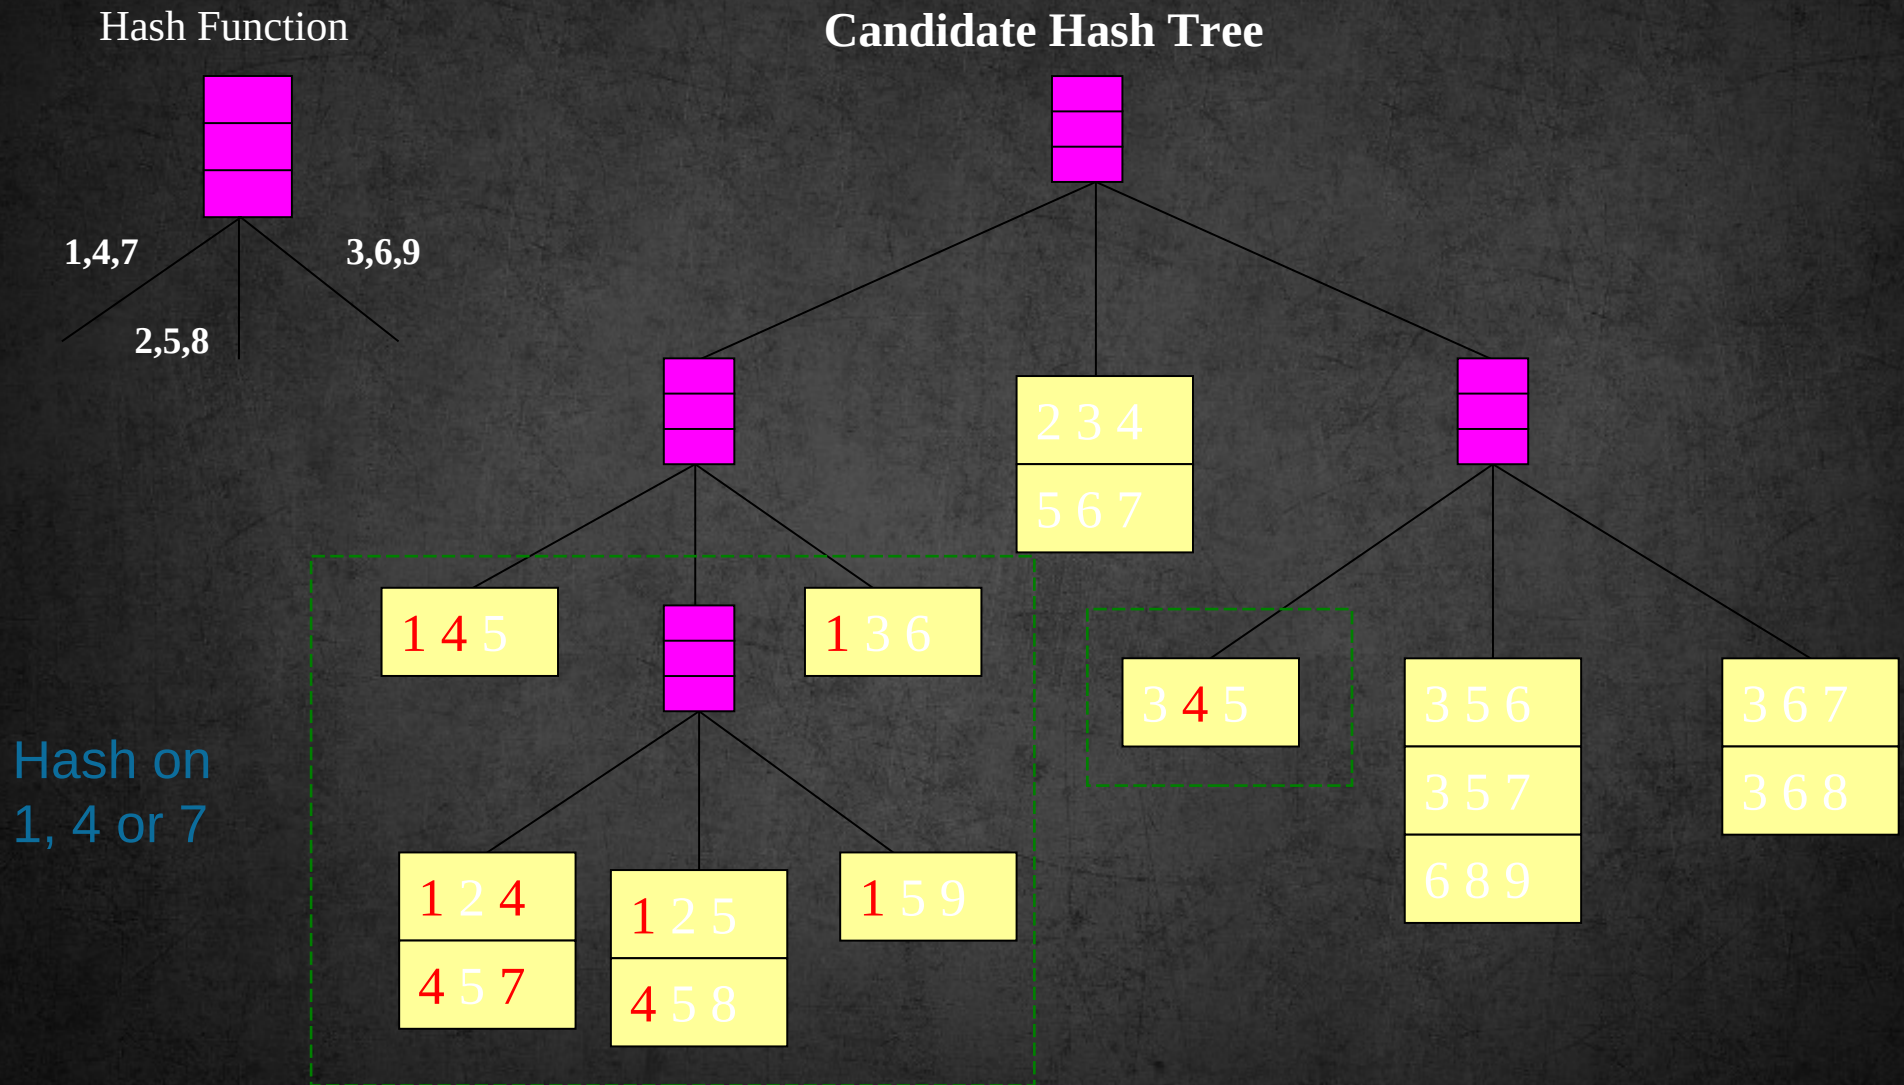 Hash Function
Candidate Hash Tree
1,4,7
3,6,9
2,5,8
2 3 4
5 6 7
1 4 5
1 3 6
3 4 5
3 5 6
3 6 7
3 5 7
3 6 8
6 8 9
Hash on
1, 4 or 7
1 2 4
1 2 5
1 5 9
4 5 7
4 5 8